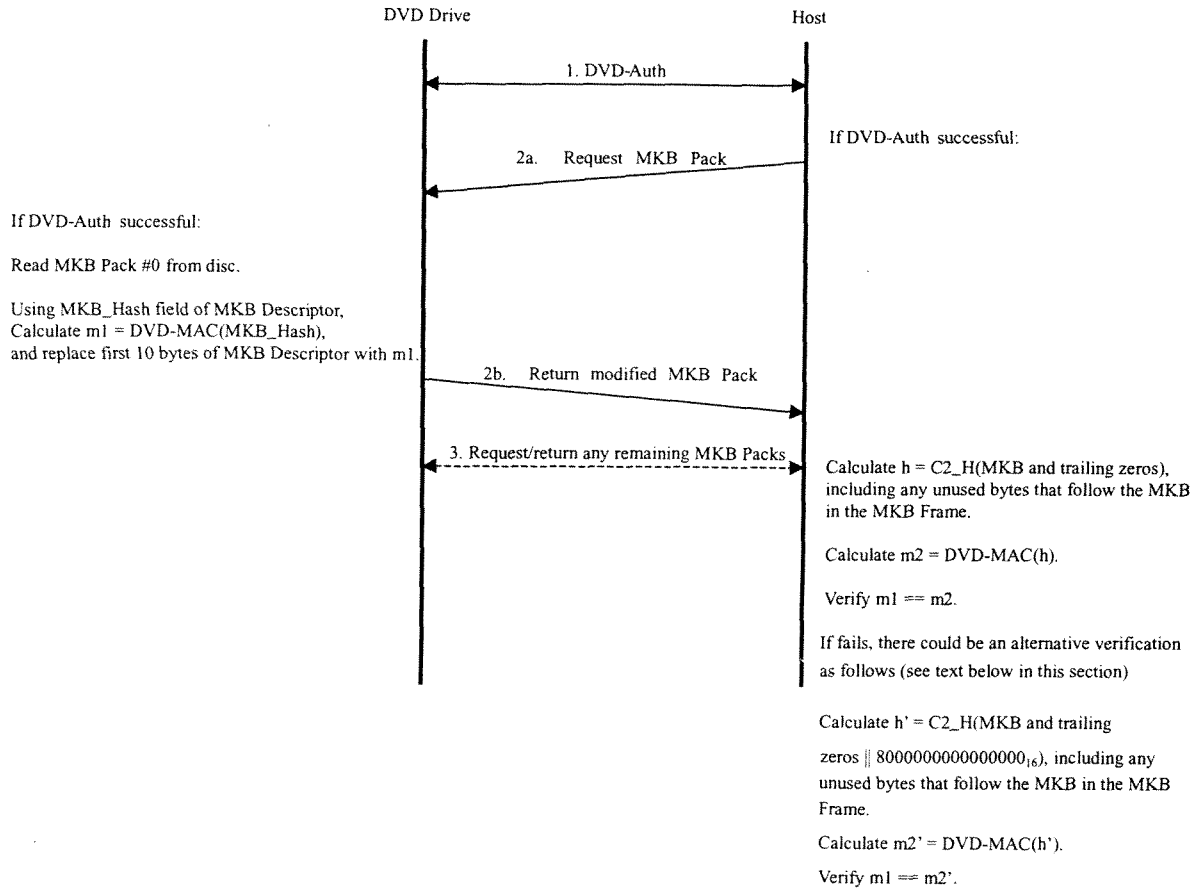 DVD Drive
Host
1. DVD-Auth
If DVD-Auth successful:
2a. Request MKB Pack
If DVD-Auth successful:
Read MKB Pack #0 from disc.
Using MKB_Hash field of MKB Descriptor,
Calculate m1 = DVD-MAC(MKB_Hash),
and replace first 10 bytes of MKB Descriptor with m1.
2b. Return modified MKB Pack
3. Request/return any remaining MKB Packs
Calculate h = C2_H(MKB and trailing zeros),
including any unused bytes that follow the MKB
in the MKB Frame.
Calculate m2 = DVD-MAC(h).
Verify m1 == m2.
If fails, there could be an alternative verification
as follows (see text below in this section)
Calculate h’ = C2_H(MKB and trailing
zeros || 8000000000000000₁₆), including any
unused bytes that follow the MKB in the MKB
Frame.
Calculate m2’ = DVD-MAC(h’).
Verify m1 == m2’.